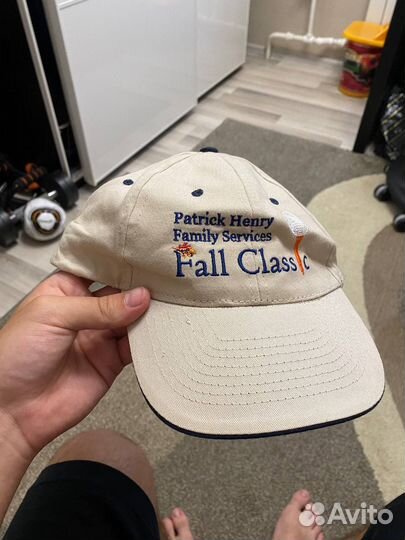 Patrick Henry
Family Services
Fall Classic
Avito